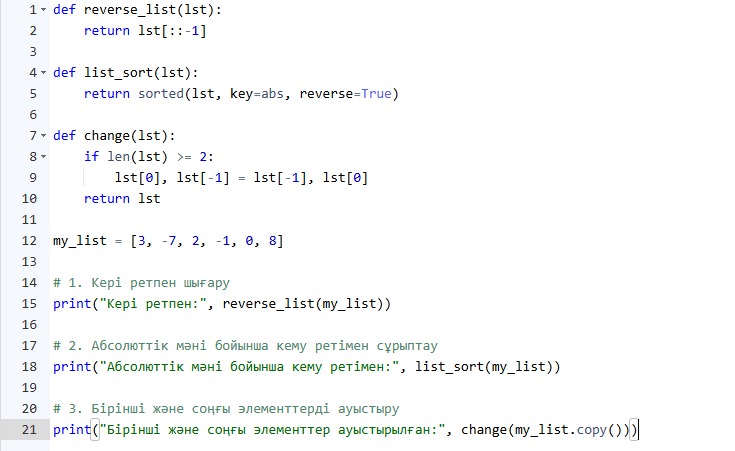 1 def reverse_list(lst):
2     return lst[::-1]
3
4 def list_sort(lst):
5     return sorted(lst, key=abs, reverse=True)
6
7 def change(lst):
8     if len(lst) >= 2:
9         lst[0], lst[-1] = lst[-1], lst[0]
10     return lst
11
12 my_list = [3, -7, 2, -1, 0, 8]
13
14 # 1. Кері ретпен шығару
15 print("Кері ретпен:", reverse_list(my_list))
16
17 # 2. Абсолюттік мәні бойынша кему ретімен сұрыптау
18 print("Абсолюттік мәні бойынша кему ретімен:", list_sort(my_list))
19
20 # 3. Бірінші және соңғы элементтерді ауыстыру
21 print("Бірінші және соңғы элементтер ауыстырылған:", change(my_list.copy()))